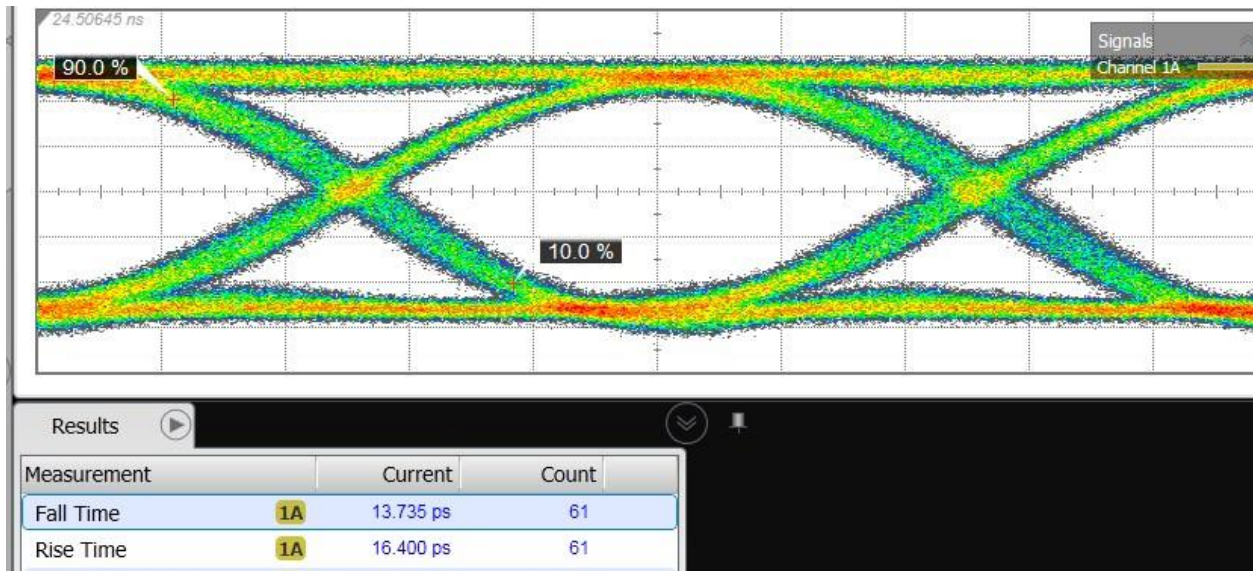 24.50645 ns
Signals
90.0 %
Channel 1A
10.0 %
Results
Measurement Current Count
Fall Time 1A 13.735 ps 61
Rise Time 1A 16.400 ps 61